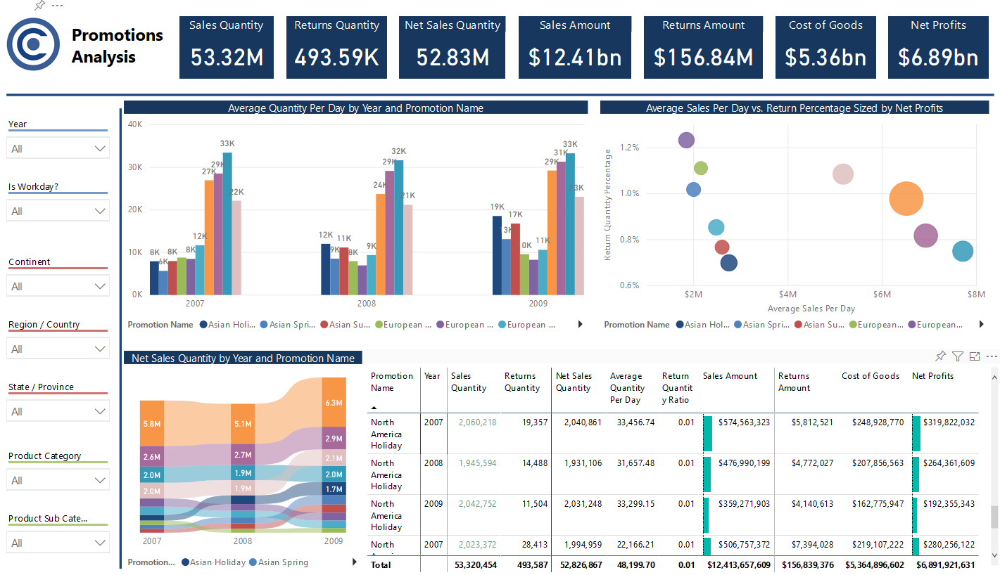 Promotions
Analysis
Sales Quantity
53.32M
Returns Quantity
493.59K
Net Sales Quantity
52.83M
Sales Amount
$12.41bn
Returns Amount
$156.84M
Cost of Goods
$5.36bn
Net Profits
$6.89bn
Year
All
Is Workday?
All
Continent
All
Region / Country
All
State / Province
All
Product Category
All
Product Sub Cate...
All
Average Quantity Per Day by Year and Promotion Name
40K
30K
20K
10K
0K
8K
6K
8K
8K
12K
27K
29K
33K
22K
12K
9K
11K
8K
9K
24K
29K
32K
21K
19K
13K
17K
10K
11K
29K
31K
33K
23K
2007
2008
2009
Promotion Name Asian Holi... Asian Spri... Asian Su... European ... European ... European ...
Average Sales Per Day vs. Return Percentage Sized by Net Profits
Return Quantity Percentage
1.2%
1.0%
0.8%
0.6%
$2M
$4M
$6M
$8M
Average Sales Per Day
Promotion Name Asian Hol... Asian Spri... Asian Su... European... European...
Net Sales Quantity by Year and Promotion Name
5.8M
2.6M
2.0M
2.0M
5.1M
2.7M
1.9M
1.9M
6.3M
2.9M
2.1M
2.0M
1.7M
2007
2008
2009
Promotion... Asian Holiday Asian Spring
Promotion Name
Year
Sales Quantity
Returns Quantity
Net Sales Quantity
Average Quantity Per Day
Return Quantit y Ratio
Sales Amount
Returns Amount
Cost of Goods
Net Profits
North America Holiday 2007 2,060,218 19,357 2,040,861 33,456.74 0.01 $574,563,323 $5,812,521 $248,928,770 $319,822,032
North America Holiday 2008 1,945,594 14,488 1,931,106 31,657.48 0.01 $476,990,199 $4,772,027 $207,856,563 $264,361,609
North America Holiday 2009 2,042,752 11,504 2,031,248 33,299.15 0.01 $359,271,903 $4,140,613 $162,775,947 $192,355,343
North 2007 2,023,372 28,413 1,994,959 22,166.21 0.01 $506,757,372 $7,394,028 $219,107,222 $280,256,122
Total 53,320,454 493,587 52,826,867 48,199.70 0.01 $12,413,657,609 $156,839,376 $5,364,896,602 $6,891,921,631